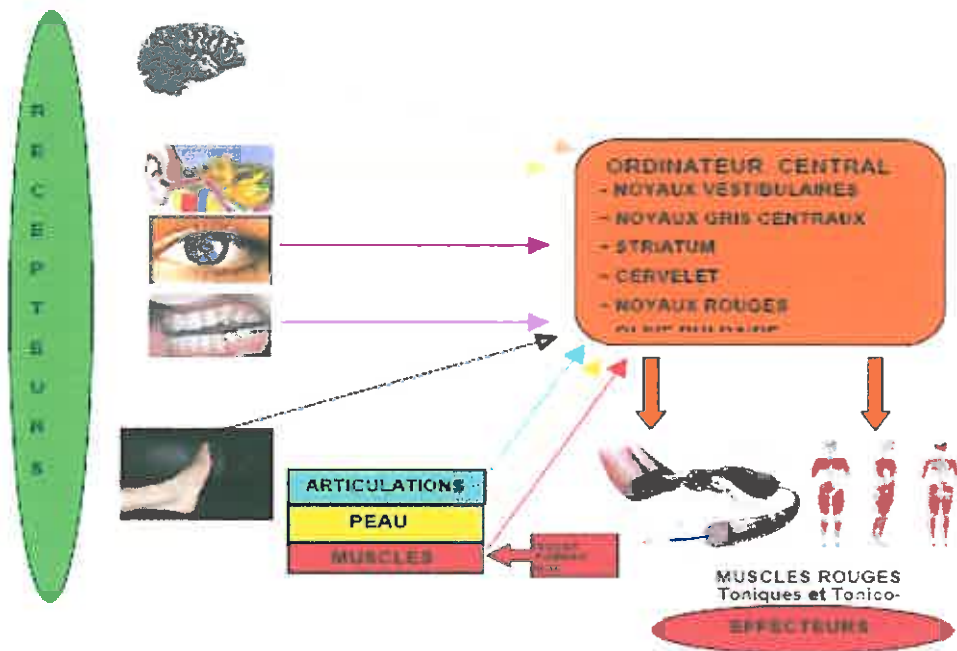 RECEPTEURS
ORDINATEUR CENTRAL
- NOYAUX VESTIBULAIRES
- NOYAUX GRIS CENTRAUX
- STRIATUM
- CERVELET
- NOYAUX ROUGES
ARTICULATIONS
PEAU
MUSCLES
MUSCLES ROUGES
Toniques et Tonico-
EFFECTEURS